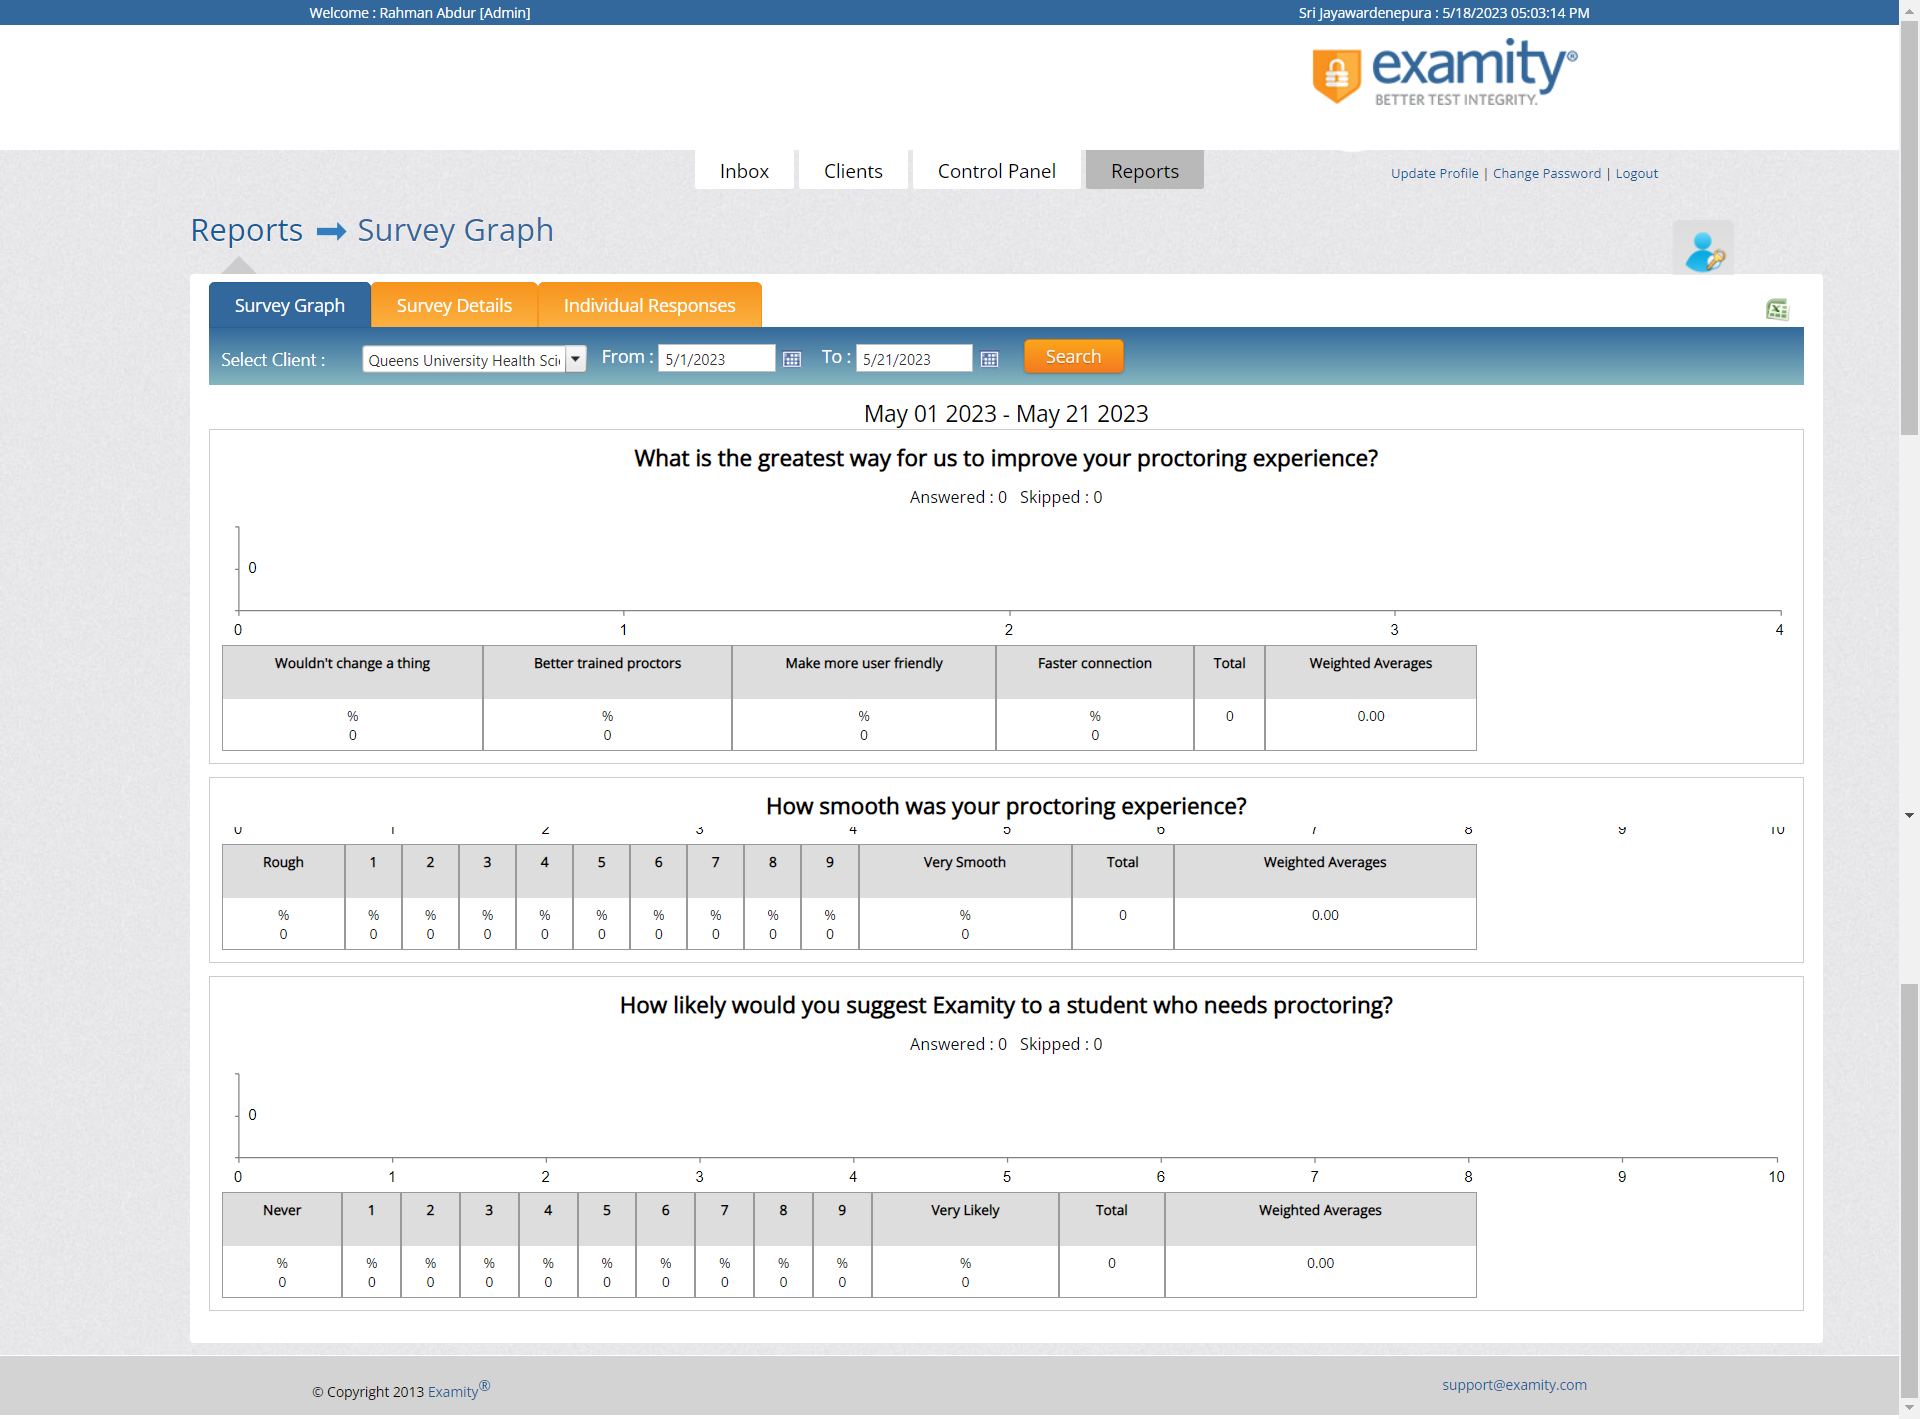 Welcome : Rahman Abdur [Admin] Sri Jayawardenepura : 5/18/2023 05:03:14 PM
examity®
BETTER TEST INTEGRITY.
Inbox Clients Control Panel Reports
Update Profile | Change Password | Logout
Reports Survey Graph
Survey Graph Survey Details Individual Responses
Select Client : Queens University Health Sci From : 5/1/2023 To : 5/21/2023 Search
May 01 2023 - May 21 2023
What is the greatest way for us to improve your proctoring experience?
Answered : 0 Skipped : 0
0
0 1 2 3 4
Wouldn't change a thing Better trained proctors Make more user friendly Faster connection Total Weighted Averages
% % % % 0 0.00
0 0 0 0
How smooth was your proctoring experience?
0 1 2 3 4 5 6 7 8 9 10
Rough 1 2 3 4 5 6 7 8 9 Very Smooth Total Weighted Averages
% % % % % % % % % % % 0 0.00
0 0 0 0 0 0 0 0 0 0 0
How likely would you suggest Examity to a student who needs proctoring?
Answered : 0 Skipped : 0
0
0 1 2 3 4 5 6 7 8 9 10
Never 1 2 3 4 5 6 7 8 9 Very Likely Total Weighted Averages
% % % % % % % % % % % 0 0.00
0 0 0 0 0 0 0 0 0 0 0
© Copyright 2013 Examity® support@examity.com